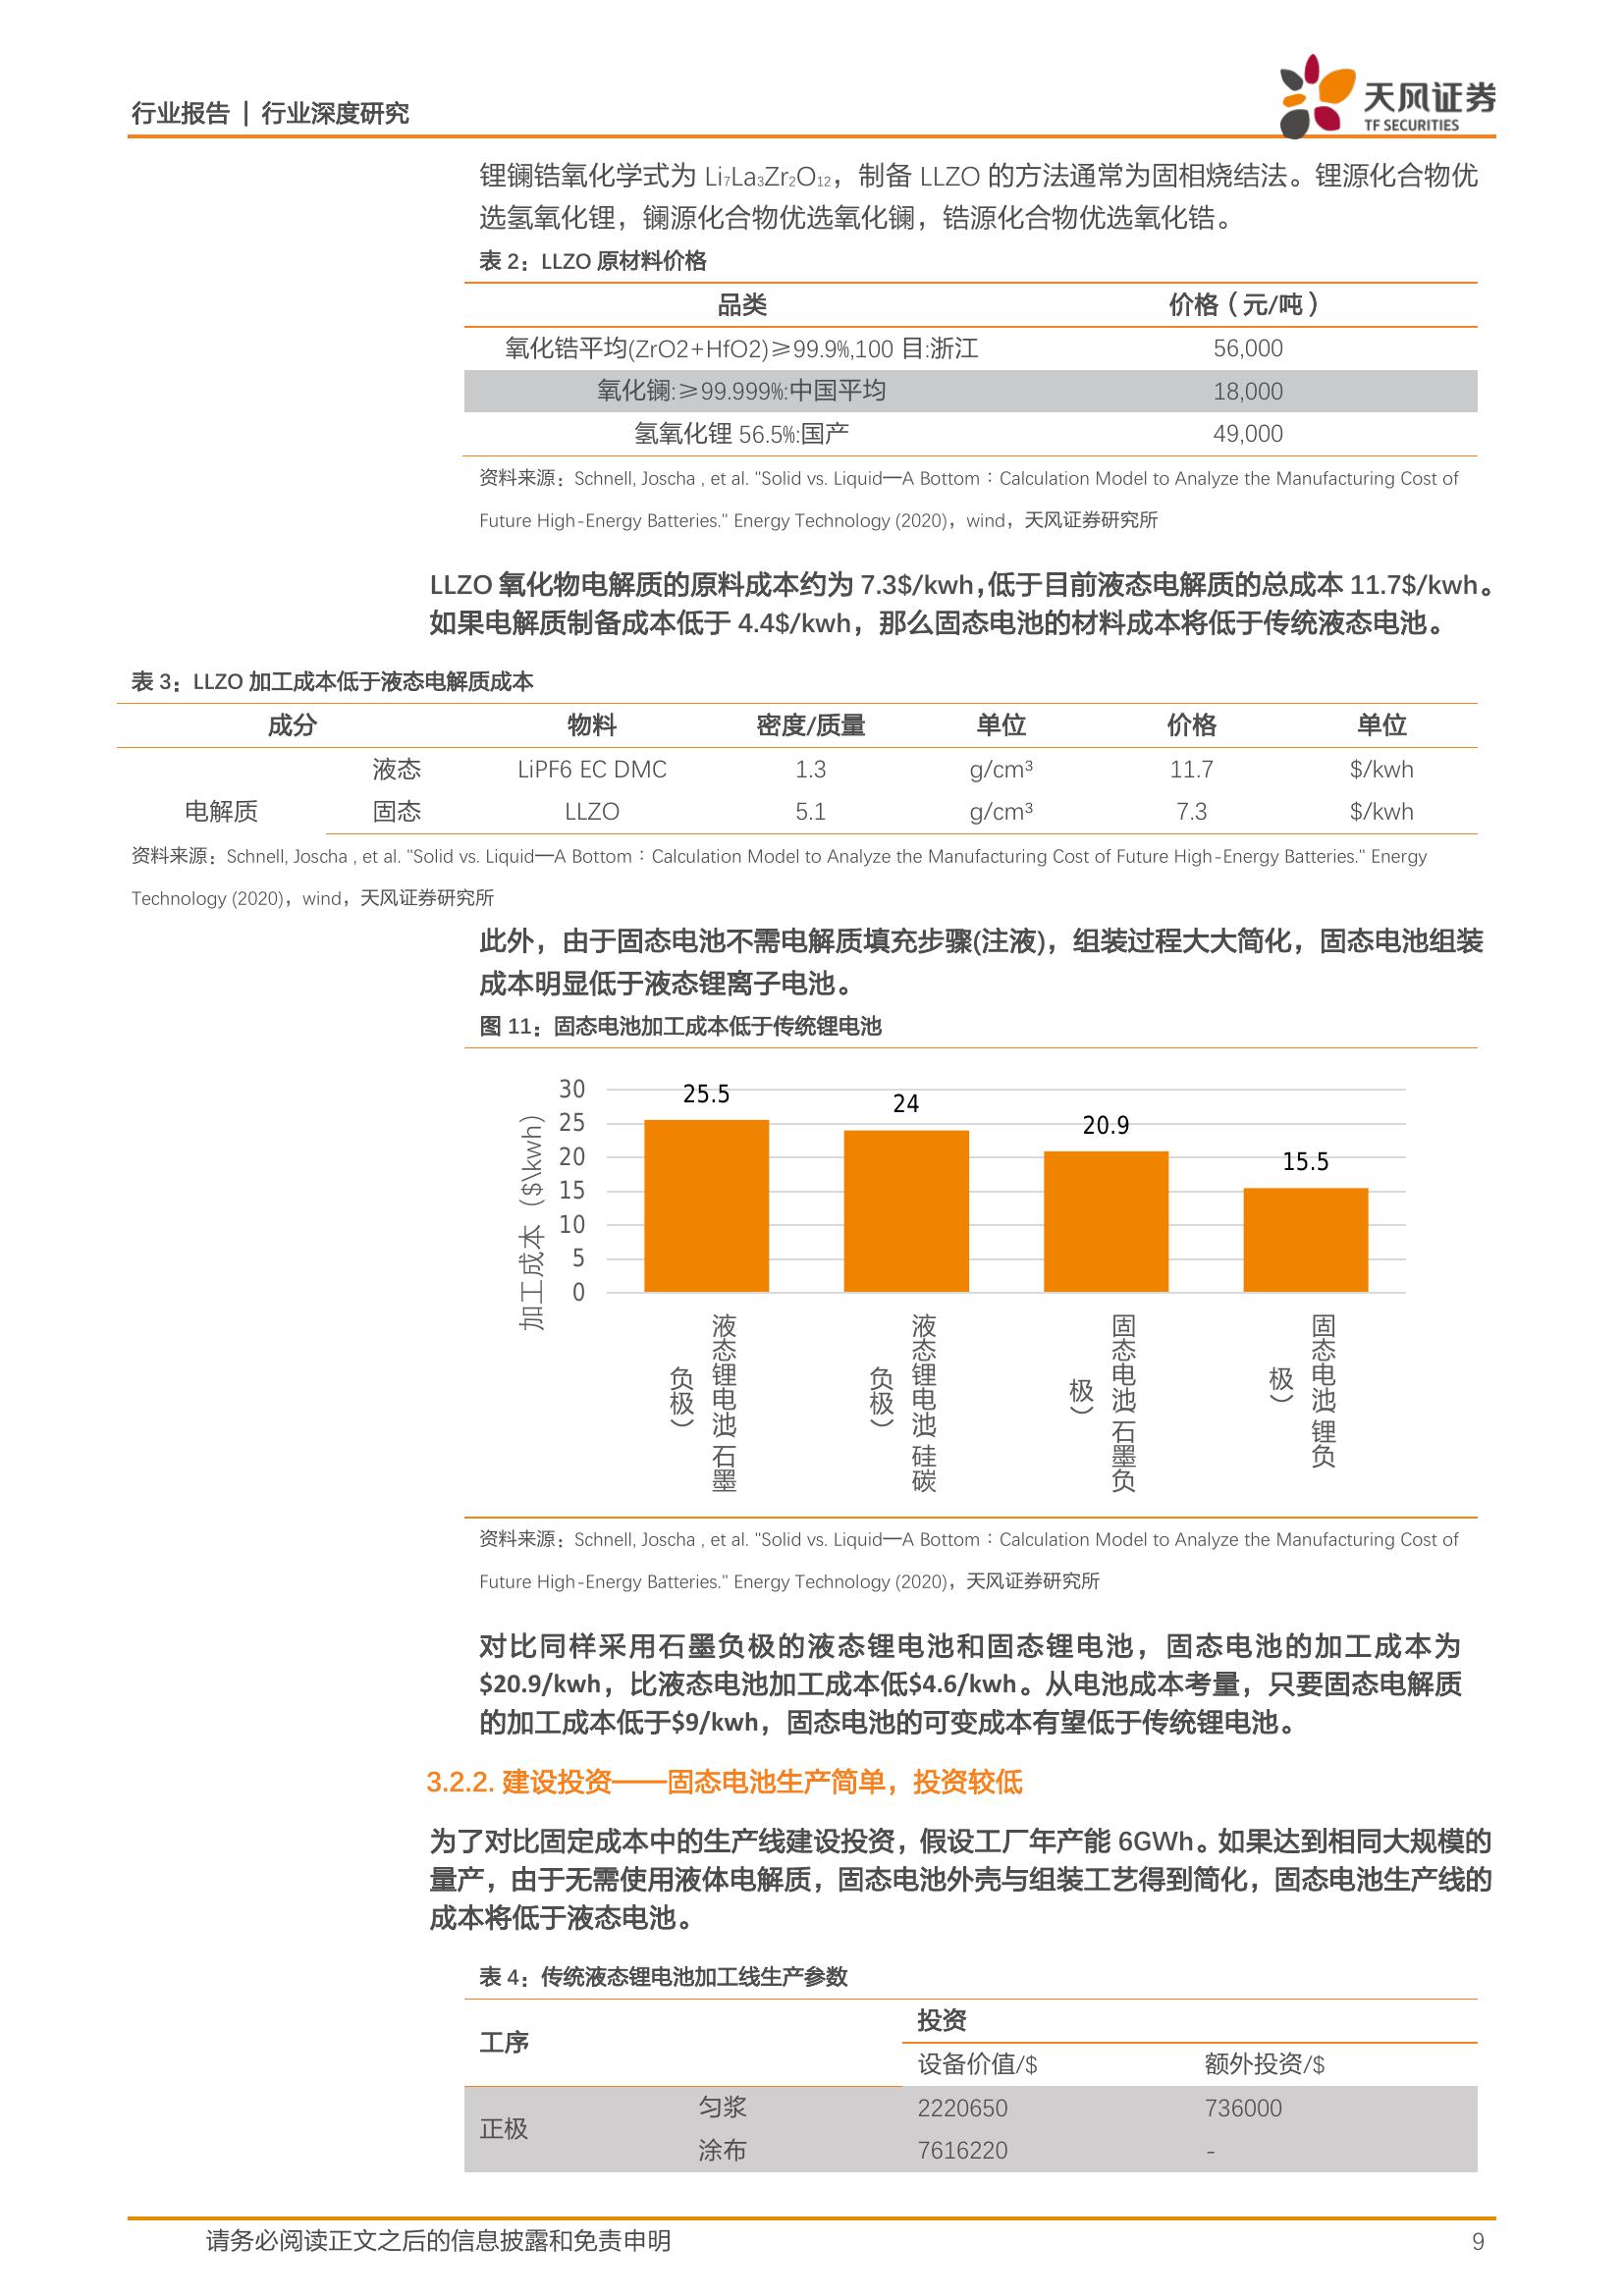 行业报告 | 行业深度研究
天风证券
TF SECURITIES
锂镧锆氧化学式为 Li₇La₃Zr₂O₁₂，制备 LLZO 的方法通常为固相烧结法。锂源化合物优
选氢氧化锂，镧源化合物优选氧化镧，锆源化合物优选氧化锆。
表 2：LLZO 原材料价格
品类 价格（元/吨）
氧化锆平均(ZrO2+HfO2)≥99.9%,100 目:浙江 56,000
氧化镧:≥99.999%:中国平均 18,000
氢氧化锂 56.5%:国产 49,000
资料来源：Schnell, Joscha , et al. "Solid vs. Liquid—A Bottom：Calculation Model to Analyze the Manufacturing Cost of
Future High-Energy Batteries." Energy Technology (2020)，wind，天风证券研究所
LLZO 氧化物电解质的原料成本约为 7.3$/kwh，低于目前液态电解质的总成本 11.7$/kwh。
如果电解质制备成本低于 4.4$/kwh，那么固态电池的材料成本将低于传统液态电池。
表 3：LLZO 加工成本低于液态电解质成本
成分 物料 密度/质量 单位 价格 单位
液态 LiPF6 EC DMC 1.3 g/cm³ 11.7 $/kwh
电解质 固态 LLZO 5.1 g/cm³ 7.3 $/kwh
资料来源：Schnell, Joscha , et al. "Solid vs. Liquid—A Bottom：Calculation Model to Analyze the Manufacturing Cost of Future High-Energy Batteries." Energy
Technology (2020)，wind，天风证券研究所
此外，由于固态电池不需电解质填充步骤(注液)，组装过程大大简化，固态电池组装
成本明显低于液态锂离子电池。
图 11：固态电池加工成本低于传统锂电池
加工成本（$\kwh）
30
25
20
15
10
5
0
25.5
24
20.9
15.5
液态锂电池（石墨
负极）
液态锂电池（硅碳
负极）
固态电池（石墨负
极）
固态电池（锂负
极）
资料来源：Schnell, Joscha , et al. "Solid vs. Liquid—A Bottom：Calculation Model to Analyze the Manufacturing Cost of
Future High-Energy Batteries." Energy Technology (2020)，天风证券研究所
对比同样采用石墨负极的液态锂电池和固态锂电池，固态电池的加工成本为
$20.9/kwh，比液态电池加工成本低$4.6/kwh。从电池成本考量，只要固态电解质
的加工成本低于$9/kwh，固态电池的可变成本有望低于传统锂电池。
3.2.2. 建设投资——固态电池生产简单，投资较低
为了对比固定成本中的生产线建设投资，假设工厂年产能 6GWh。如果达到相同大规模的
量产，由于无需使用液体电解质，固态电池外壳与组装工艺得到简化，固态电池生产线的
成本将低于液态电池。
表 4：传统液态锂电池加工线生产参数
工序 投资
设备价值/$ 额外投资/$
正极 匀浆 2220650 736000
涂布 7616220 -
请务必阅读正文之后的信息披露和免责申明 9